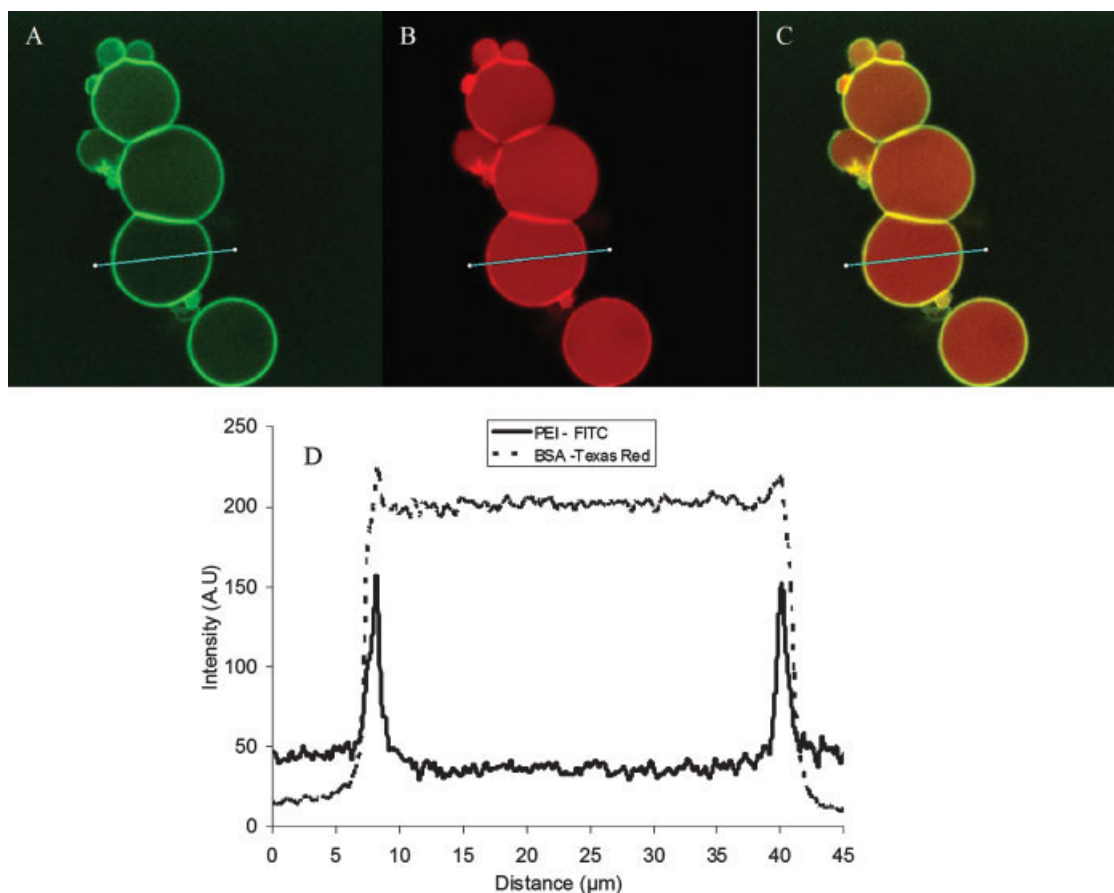 A
B
C
D
PEI - FITC
BSA -Texas Red
250
200
150
100
50
0
Intensity (A.U)
0 5 10 15 20 25 30 35 40 45
Distance (µm)